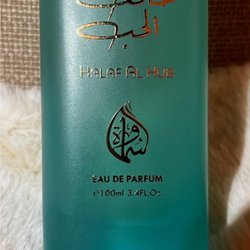 الحب
HALAF AL HUB
EAU DE PARFUM
℮100ml 3.4FL.Oz.